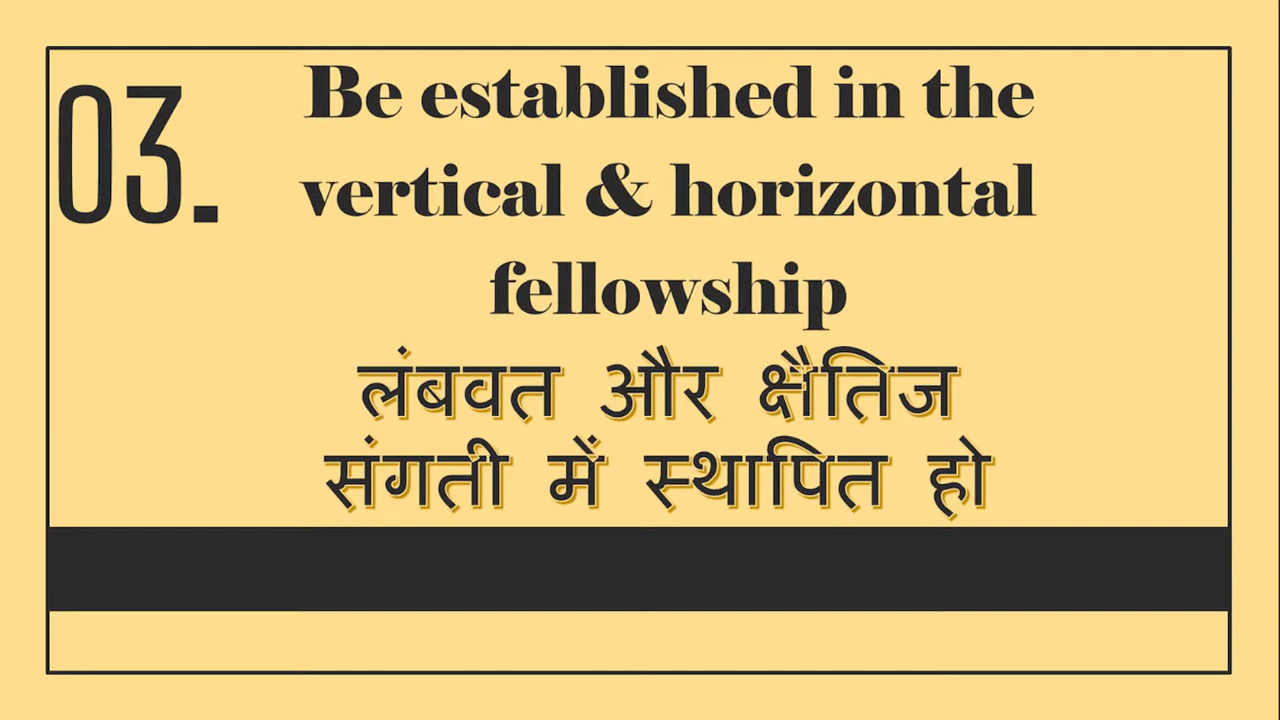 03.
Be established in the
vertical & horizontal
fellowship
लंबवत और क्षैतिज
संगती में स्थापित हो